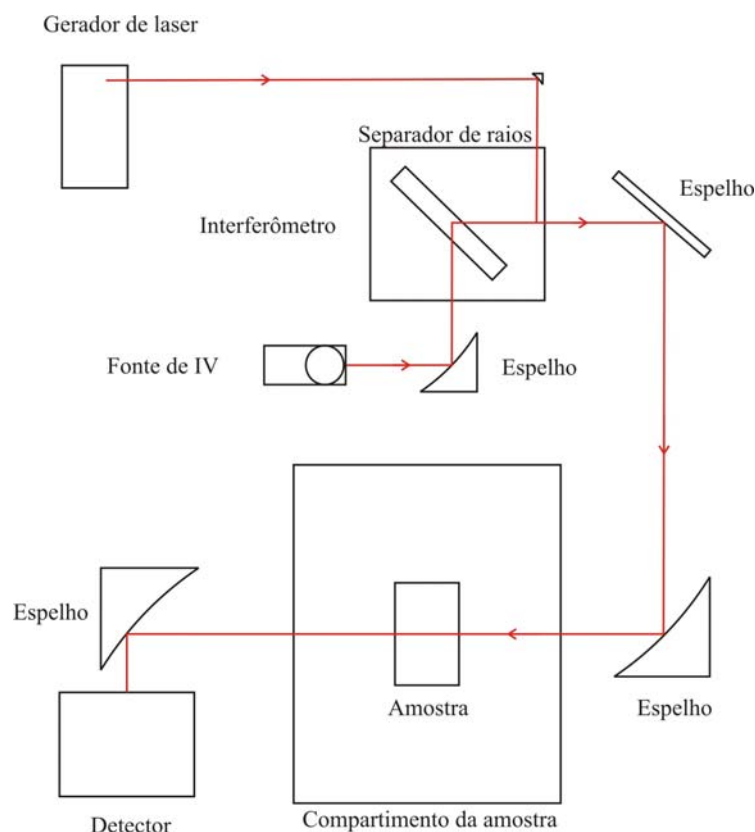 Gerador de laser
Separador de raios
Espelho
Interferômetro
Fonte de IV
Espelho
Espelho
Amostra
Espelho
Compartimento da amostra
Detector